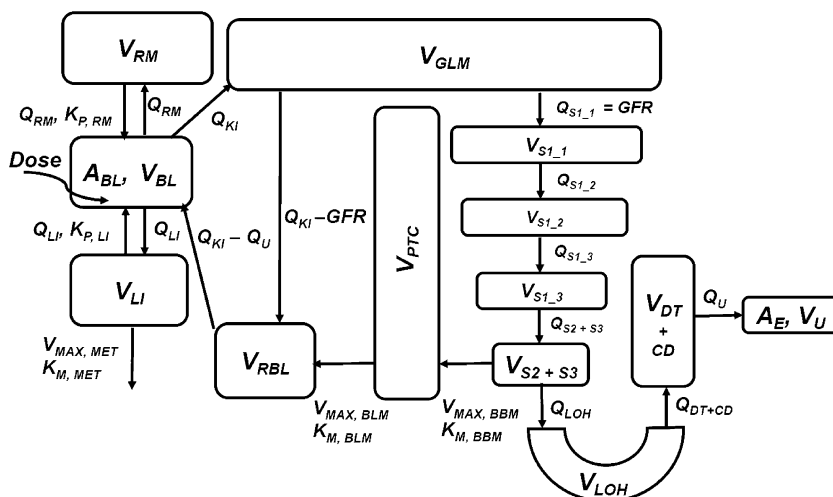 V_RM
V_GLM
Q_RM, K_P, RM
Q_RM
Q_KI
Q_S1_1 = GFR
V_S1_1
Dose
A_BL, V_BL
Q_S1_2
V_S1_2
Q_LI, K_P, LI
Q_LI
Q_KI – Q_U
Q_KI –GFR
V_PTC
Q_S1_3
V_S1_3
V_LI
Q_S2 + S3
V_DT
+
CD
Q_U
A_E, V_U
V_MAX, MET
K_M, MET
V_RBL
V_S2 + S3
V_MAX, BLM
K_M, BLM
V_MAX, BBM
K_M, BBM
Q_LOH
Q_DT+CD
V_LOH